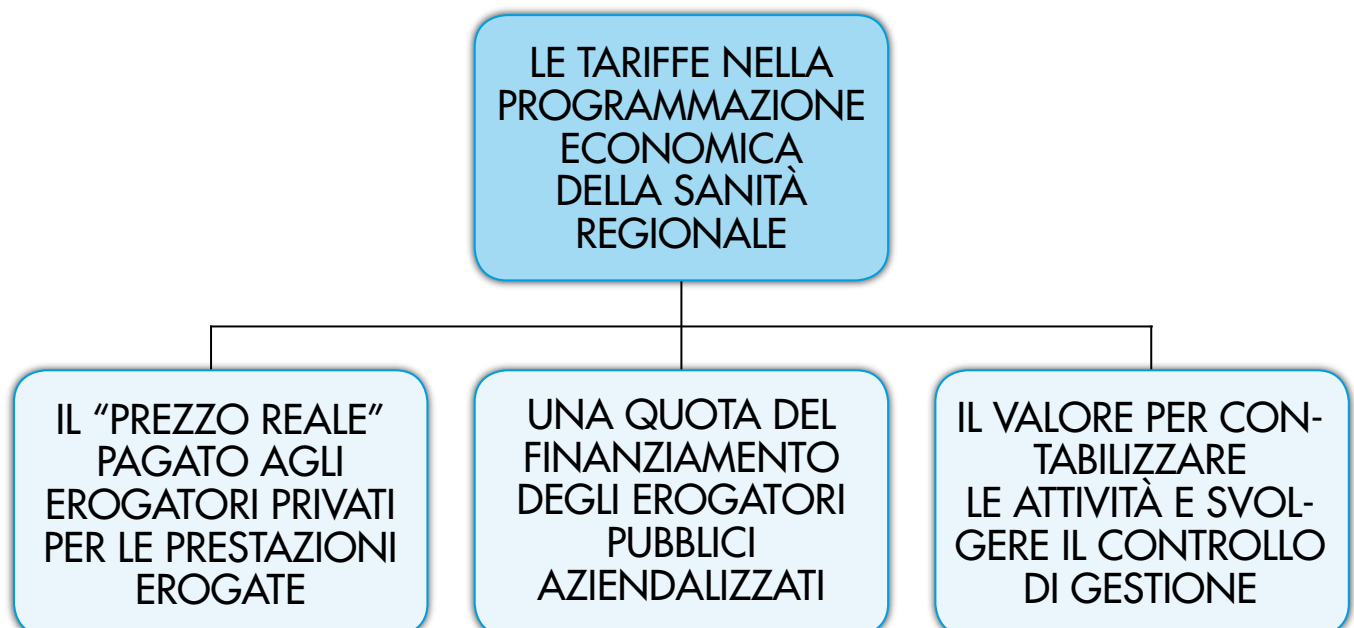 LE TARIFFE NELLA
PROGRAMMAZIONE
ECONOMICA
DELLA SANITÀ
REGIONALE
IL “PREZZO REALE”
PAGATO AGLI
EROGATORI PRIVATI
PER LE PRESTAZIONI
EROGATE
UNA QUOTA DEL
FINANZIAMENTO
DEGLI EROGATORI
PUBBLICI
AZIENDALIZZATI
IL VALORE PER CON-
TABILIZZARE
LE ATTIVITÀ E SVOL-
GERE IL CONTROLLO
DI GESTIONE